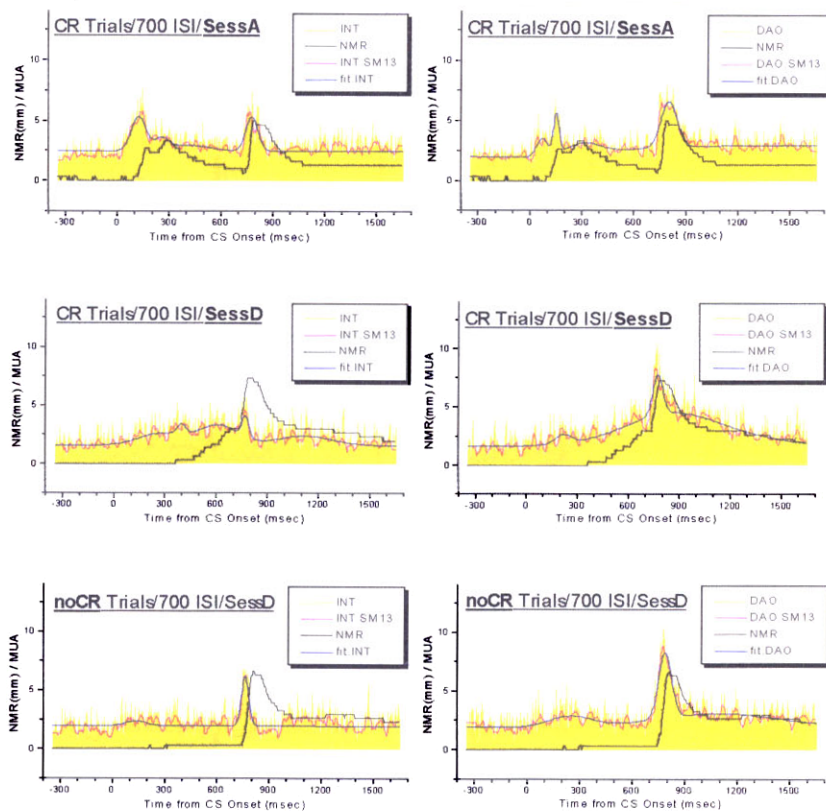 CR Trials/700 ISI/SessA
INT
NMR
INT SM13
fit INT
NMR(mm) / MUA
10
5
0
-300 0 300 600 900 1200 1500
Time from CS Onset (msec)
CR Trials/700 ISI/SessA
DAO
NMR
DAO SM13
fit DAO
NMR(mm) / MUA
10
5
0
-300 0 300 600 900 1200 1500
Time from CS Onset (msec)
CR Trials/700 ISI/SessD
INT
INT SM13
NMR
fit INT
NMR(mm) / MUA
10
5
0
-300 0 300 600 900 1200 1500
Time from CS Onset (msec)
CR Trials/700 ISI/SessD
DAO
DAO SM13
NMR
fit DAO
NMR(mm) / MUA
10
5
0
-300 0 300 600 900 1200 1500
Time from CS Onset (msec)
noCR Trials/700 ISI/SessD
INT
INT SM13
NMR
fit INT
NMR(mm) / MUA
10
5
0
-300 0 300 600 900 1200 1500
Time from CS Onset (msec)
noCR Trials/700 ISI/SessD
DAO
DAO SM13
NMR
fit DAO
NMR(mm) / MUA
10
5
0
-300 0 300 600 900 1200 1500
Time from CS Onset (msec)